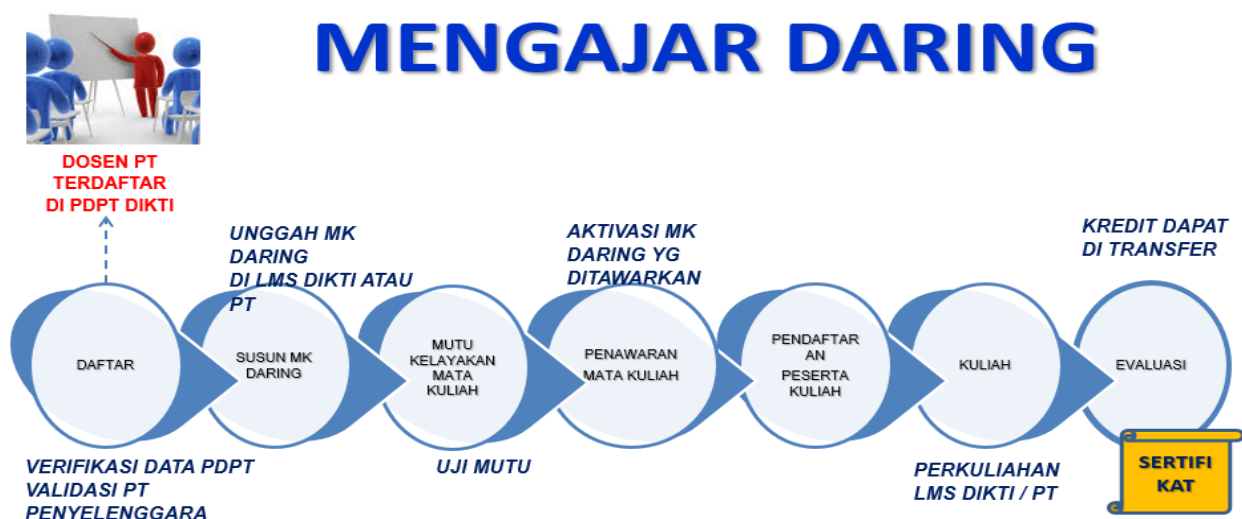 MENGAJAR DARING
DOSEN PT
TERDAFTAR
DI PDPT DIKTI
UNGGAH MK
DARING
DI LMS DIKTI ATAU
PT
AKTIVASI MK
DARING YG
DITAWARKAN
KREDIT DAPAT
DI TRANSFER
DAFTAR
SUSUN MK
DARING
MUTU
KELAYAKAN
MATA
KULIAH
PENAWARAN
MATA KULIAH
PENDAFTAR
AN
PESERTA
KULIAH
KULIAH
EVALUASI
VERIFIKASI DATA PDPT
VALIDASI PT
PENYELENGGARA
UJI MUTU
PERKULIAHAN
LMS DIKTI / PT
SERTIFI
KAT